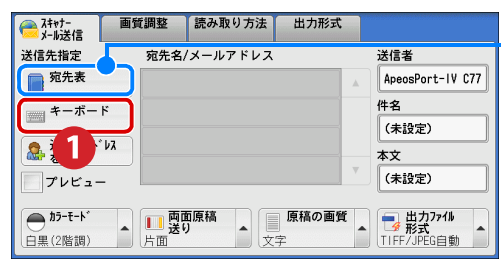 スキャナー
メール送信
画質調整
読み取り方法
出力形式
送信先指定
宛先名/メールアドレス
送信者
宛先表
ApeosPort-IV C77
キーボード
件名
(未設定)
1
レス
本文
(未設定)
プレビュー
カラーモード
白黒(2階調)
両面原稿
送り
片面
原稿の画質
文字
出力ファイル
形式
TIFF/JPEG自動